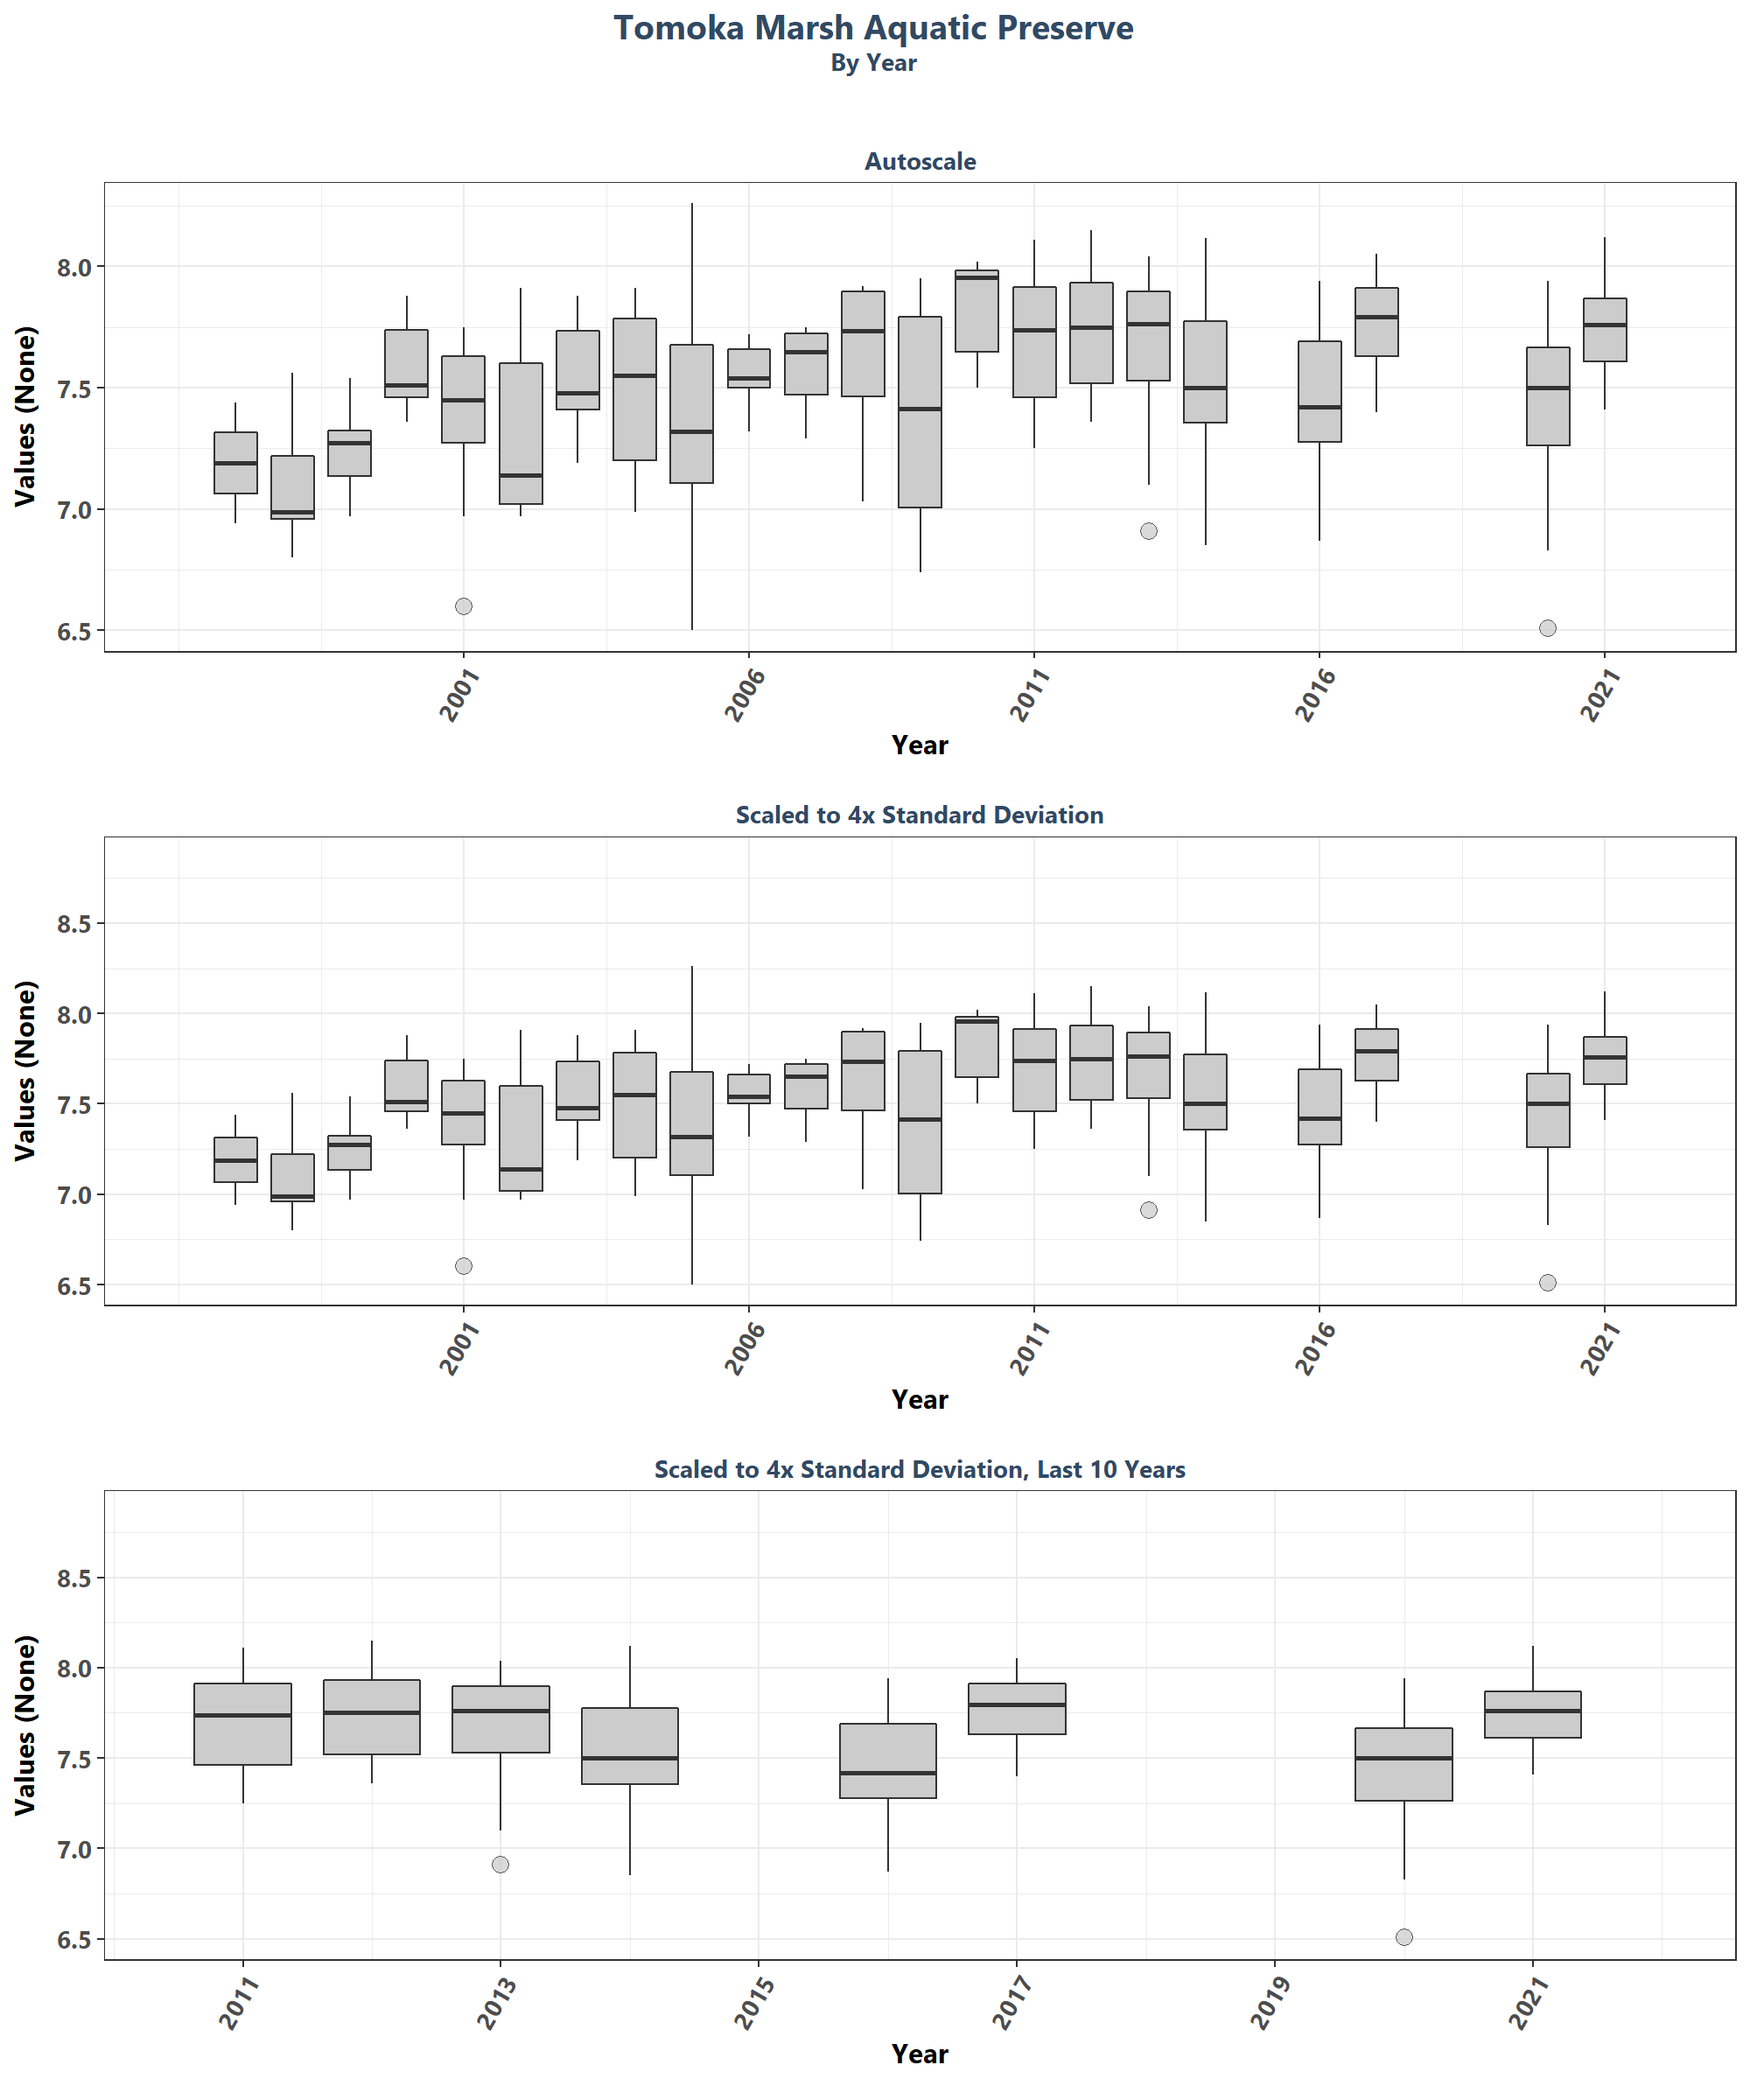 Tomoka Marsh Aquatic Preserve
By Year
Autoscale
Values (None)
8.0
7.5
7.0
6.5
2001 2006 2011 2016 2021
Year
Scaled to 4x Standard Deviation
Values (None)
8.5
8.0
7.5
7.0
6.5
2001 2006 2011 2016 2021
Year
Scaled to 4x Standard Deviation, Last 10 Years
Values (None)
8.5
8.0
7.5
7.0
6.5
2011 2013 2015 2017 2019 2021
Year